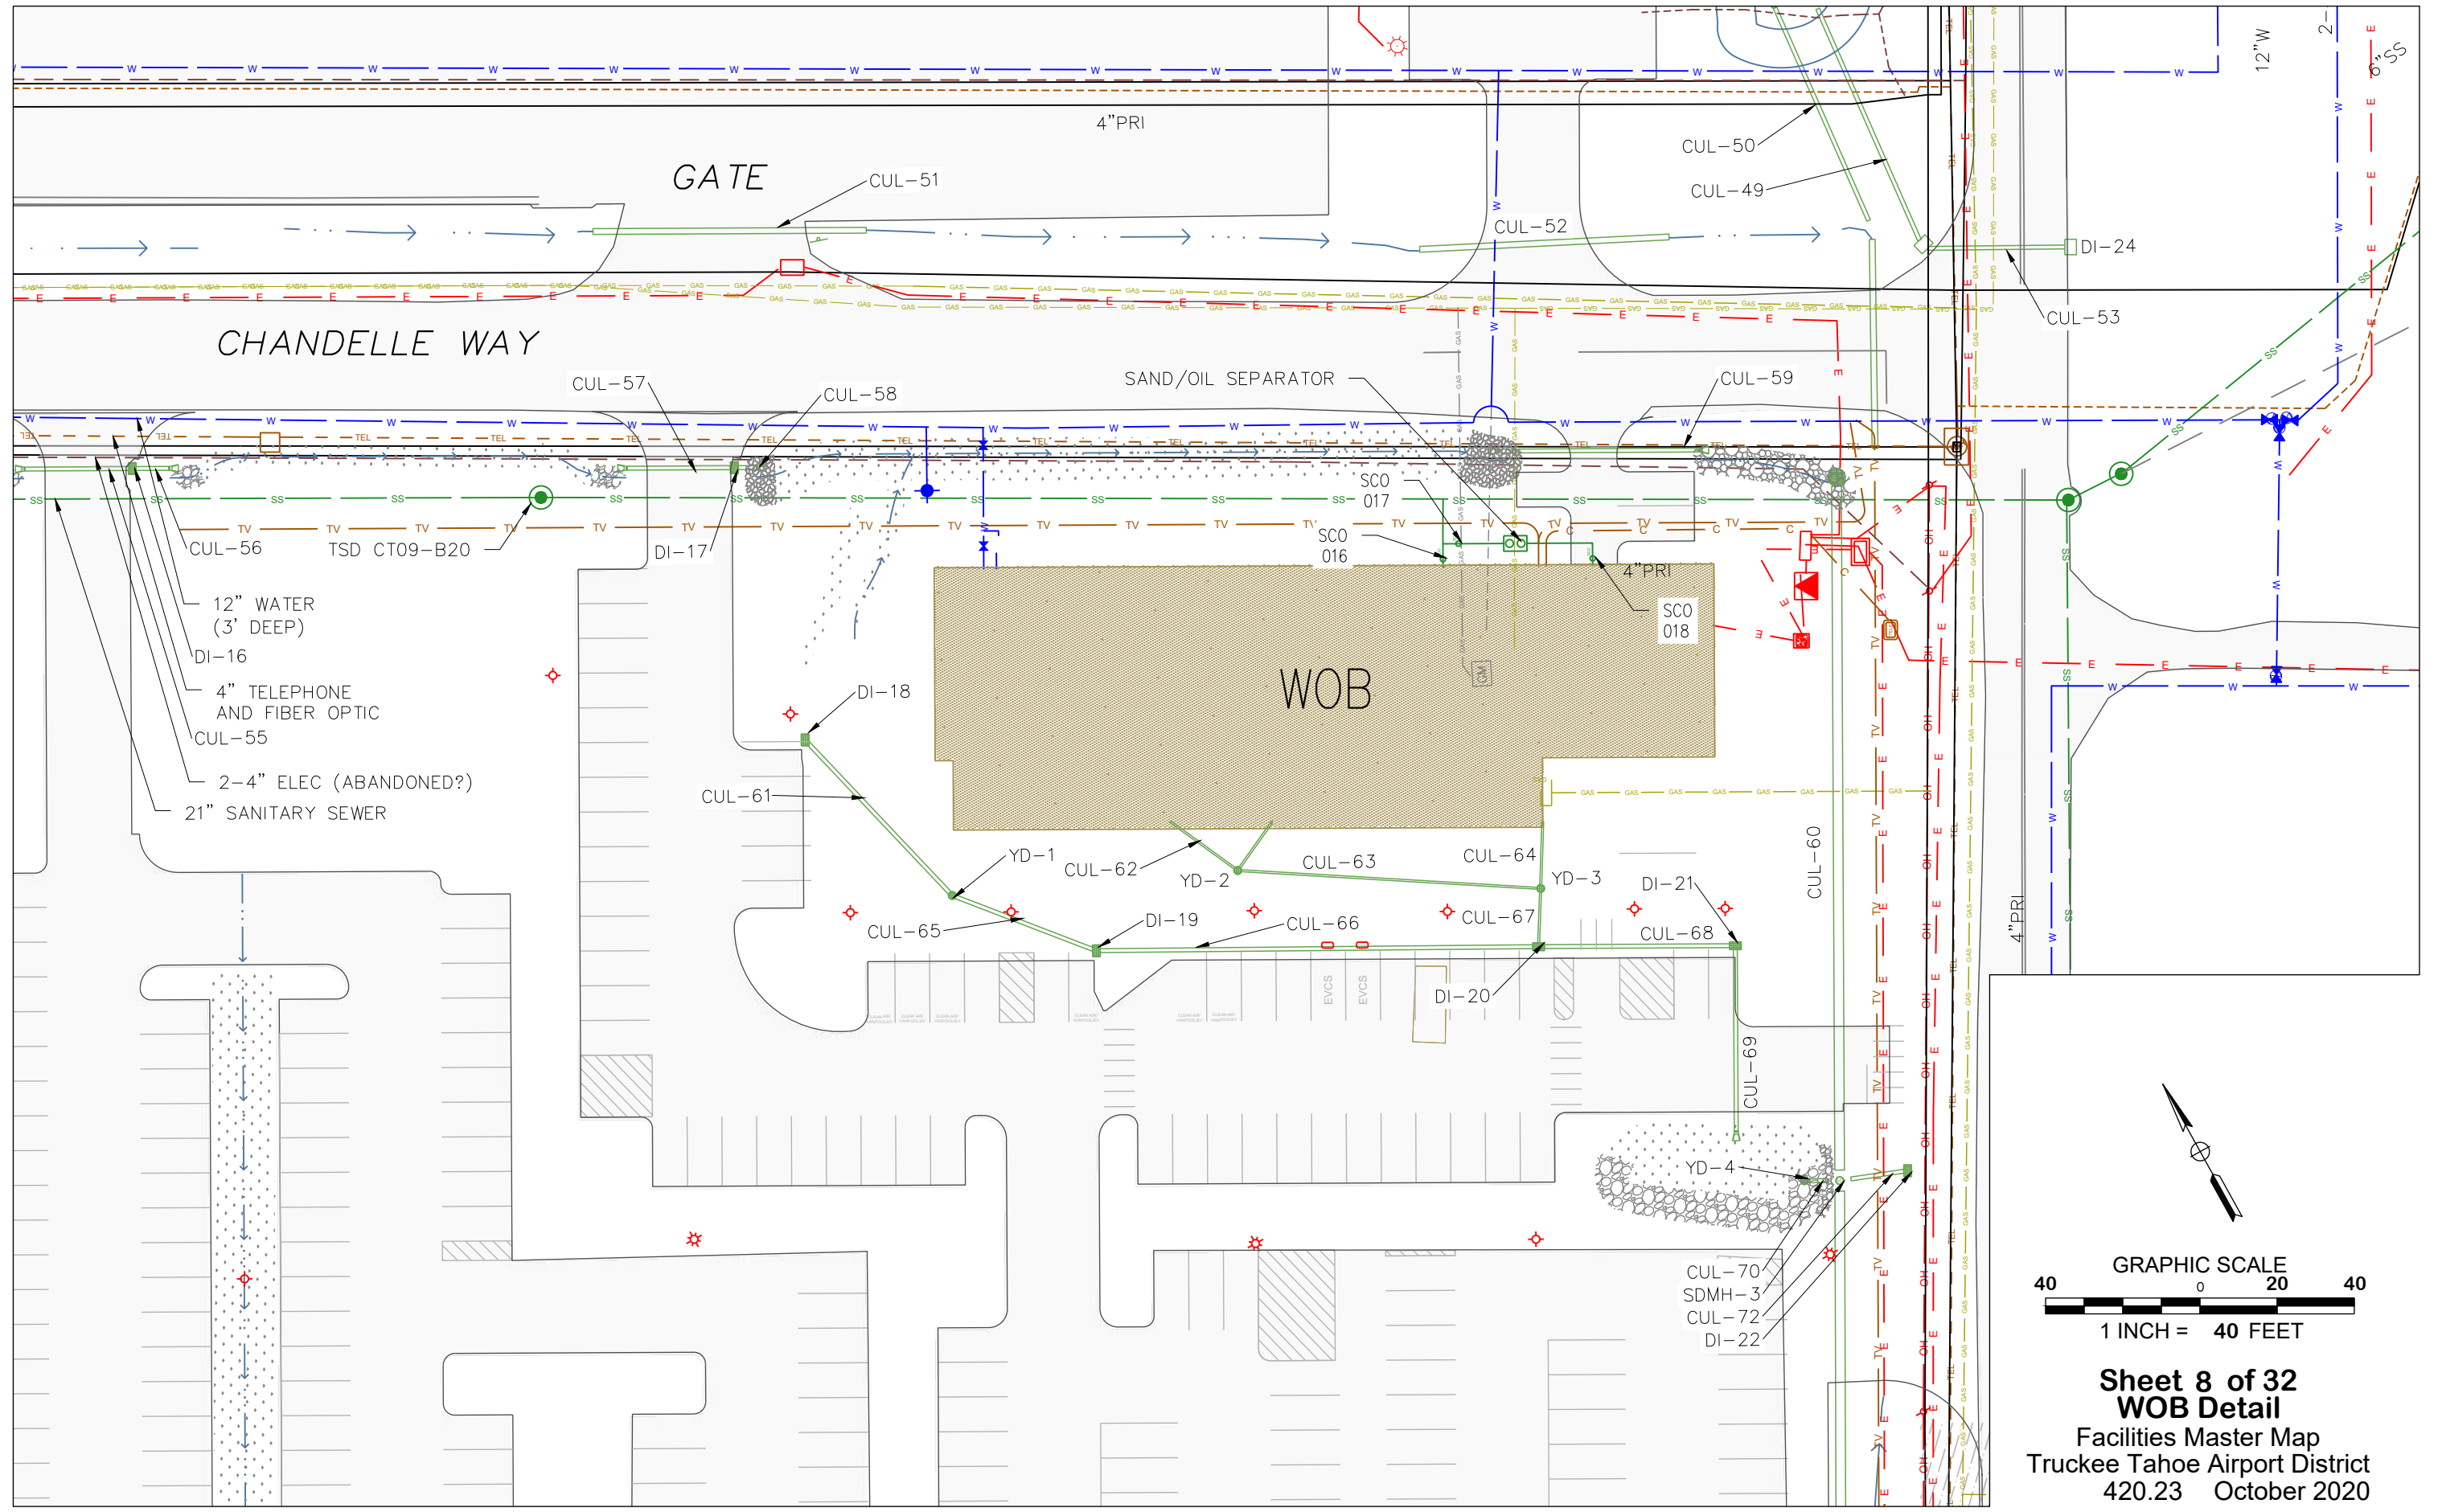 12"W
2-
6"SS
4"PRI
CUL-50
GATE
CUL-51
CUL-49
CUL-52
DI-24
CUL-53
CHANDELLE WAY
CUL-57
CUL-58
SAND/OIL SEPARATOR
CUL-59
SCO
017
SCO
016
CUL-56
TSD CT09-B20
DI-17
4"PRI
SCO
018
12" WATER
(3' DEEP)
DI-16
4" TELEPHONE
AND FIBER OPTIC
CUL-55
2-4" ELEC (ABANDONED?)
21" SANITARY SEWER
WOB
GM
DI-18
CUL-61
YD-1
CUL-62
YD-2
CUL-63
CUL-64
YD-3
DI-21
CUL-60
CUL-65
DI-19
CUL-66
CUL-67
CUL-68
4"PRI
DI-20
EVCS
EVCS
CUL-69
YD-4
CUL-70
SDMH-3
CUL-72
DI-22
GRAPHIC SCALE
40 0 20 40
1 INCH = 40 FEET
Sheet 8 of 32
WOB Detail
Facilities Master Map
Truckee Tahoe Airport District
420.23 October 2020